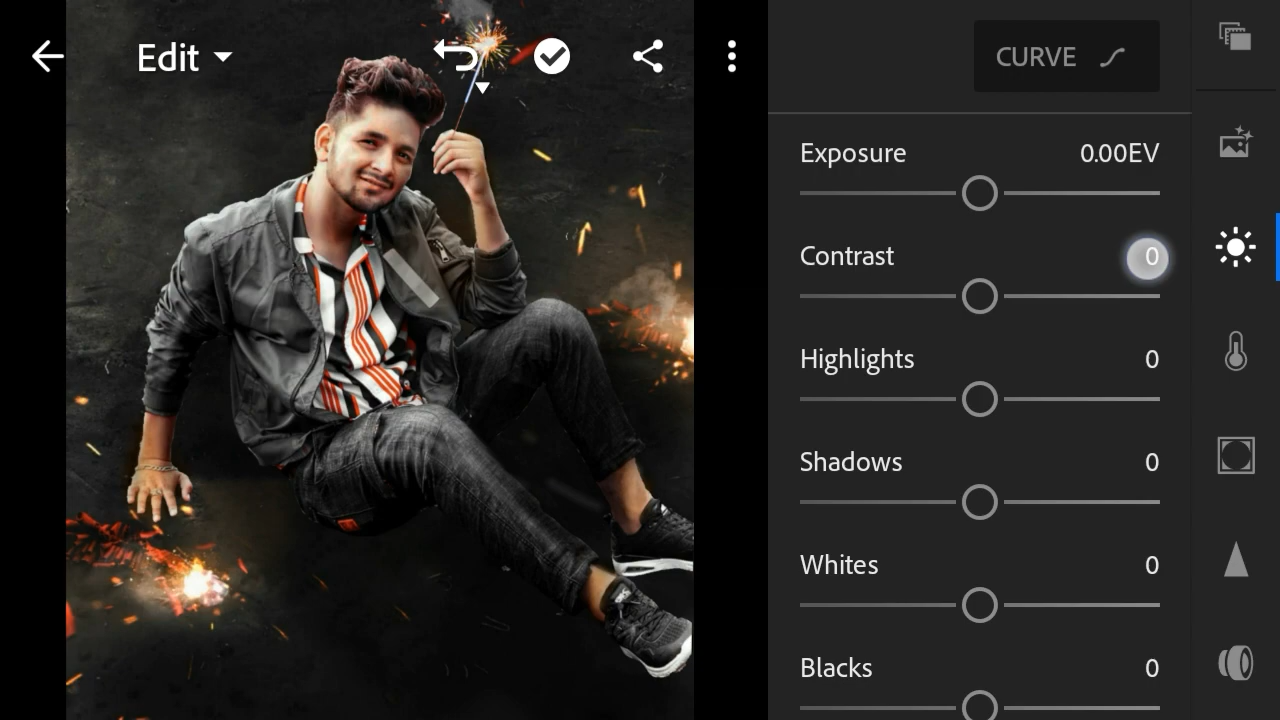 Edit
CURVE
Exposure 0.00EV
Contrast 0
Highlights 0
Shadows 0
Whites 0
Blacks 0